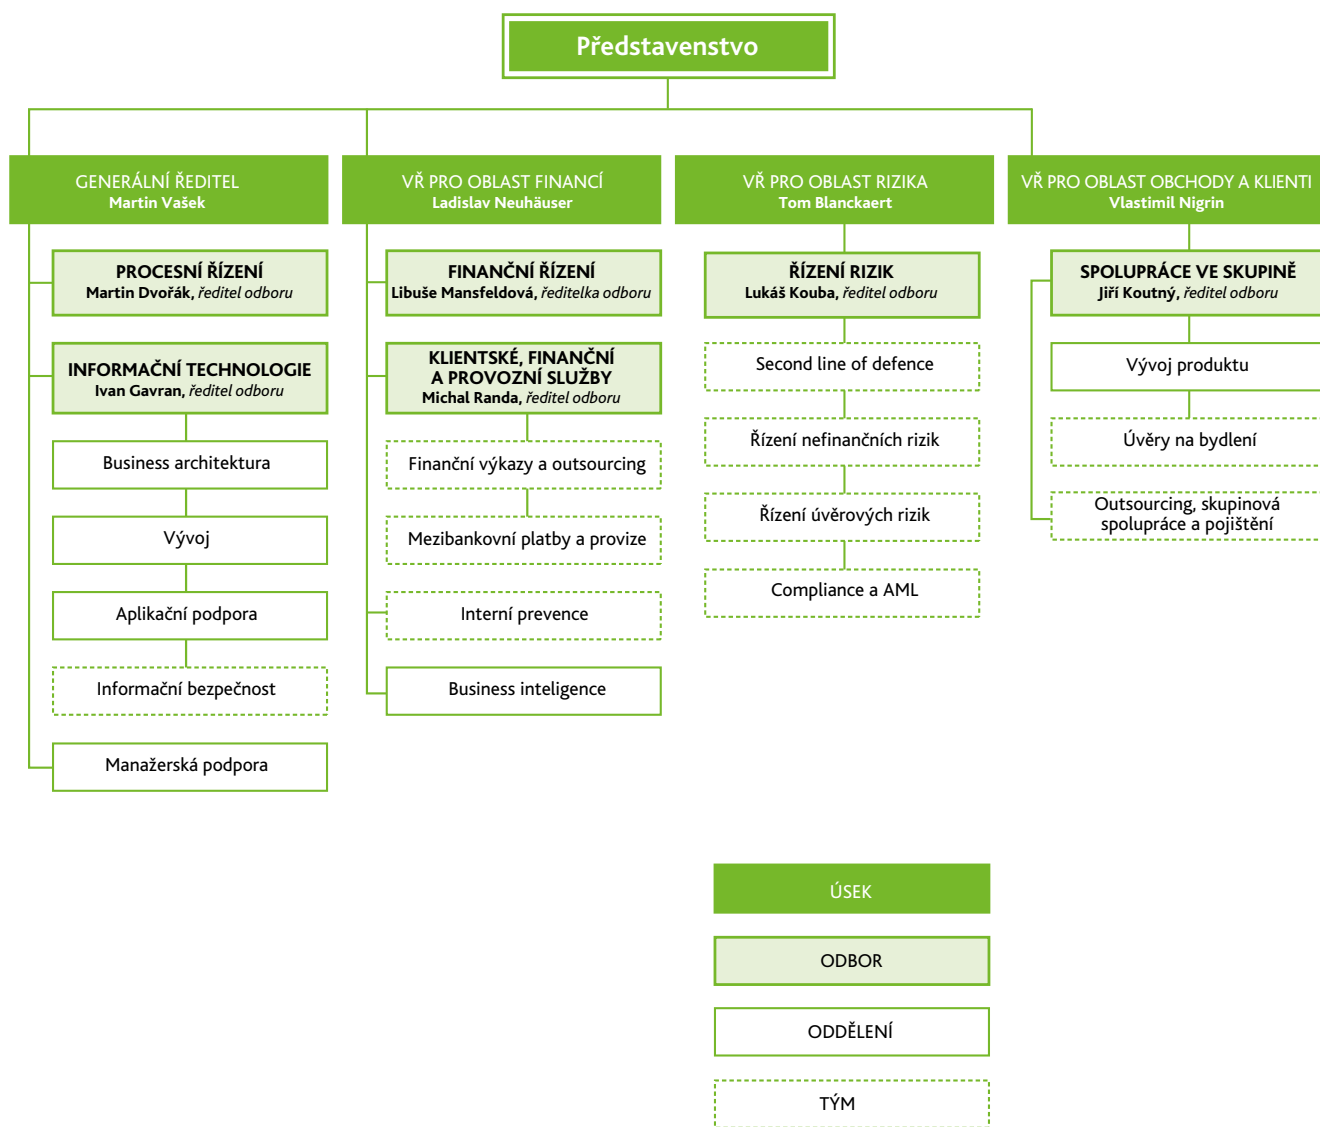 Představenstvo
GENERÁLNÍ ŘEDITEL
Martin Vašek
PROCESNÍ ŘÍZENÍ
Martin Dvořák, ředitel odboru
INFORMAČNÍ TECHNOLOGIE
Ivan Gavran, ředitel odboru
Business architektura
Vývoj
Aplikační podpora
Informační bezpečnost
Manažerská podpora
VŘ PRO OBLAST FINANCÍ
Ladislav Neuhäuser
FINANČNÍ ŘÍZENÍ
Libuše Mansfeldová, ředitelka odboru
KLIENTSKÉ, FINANČNÍ
A PROVOZNÍ SLUŽBY
Michal Randa, ředitel odboru
Finanční výkazy a outsourcing
Mezibankovní platby a provize
Interní prevence
Business inteligence
VŘ PRO OBLAST RIZIKA
Tom Blanckaert
ŘÍZENÍ RIZIK
Lukáš Kouba, ředitel odboru
Second line of defence
Řízení nefinančních rizik
Řízení úvěrových rizik
Compliance a AML
VŘ PRO OBLAST OBCHODY A KLIENTI
Vlastimil Nigrin
SPOLUPRÁCE VE SKUPINĚ
Jiří Koutný, ředitel odboru
Vývoj produktu
Úvěry na bydlení
Outsourcing, skupinová
spolupráce a pojištění
ÚSEK
ODBOR
ODDĚLENÍ
TÝM